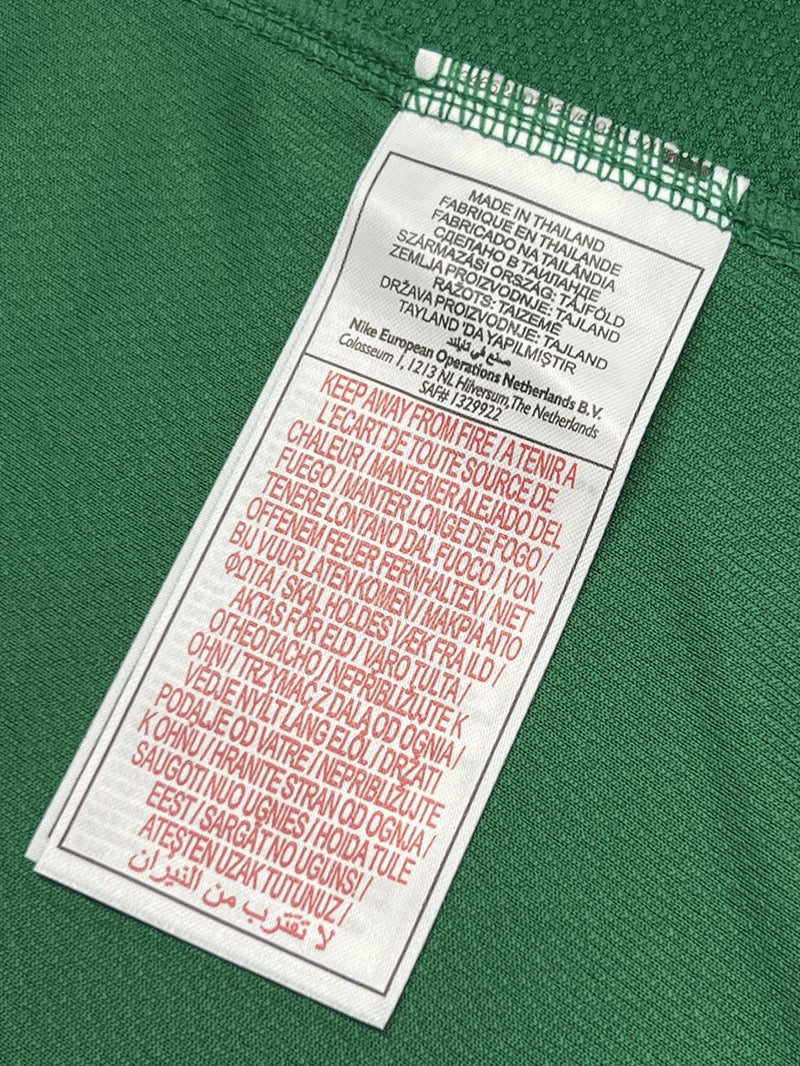 MADE IN THAILAND
FABRIQUE EN THAILANDE
FABRICADO NA TAILÂNDIA
СДЕЛАНО В ТАИЛАНДЕ
SZÁRMAZÁSI ORSZÁG: TÁJFÖLD
ZEMLJA PROIZVODNJE: TAJLAND
RAŽOTS: TAIZEMĒ
DRŽAVA PROIZVODNJE: TAJLAND
TAYLAND 'DA YAPILMIŞTIR
صنع في تايلند
Nike European Operations Netherlands B.V.
Colosseum 1, 1213 NL Hilversum, The Netherlands
SAF# 1329922
KEEP AWAY FROM FIRE / A TENIR A
L'ECART DE TOUTE SOURCE DE
CHALEUR / MANTENER ALEJADO DEL
FUEGO / MANTER LONGE DE FOGO /
TENERE LONTANO DAL FUOCO / VON
OFFENEM FEUER FERNHALTEN / NIET
BIJ VUUR LATEN KOMEN / ΜΑΚΡΙΑ ΑΠΟ
ΦΩΤΙΑ / SKAL HOLDES VÆK FRA ILD /
AKTAS FÖR ELD / VARO TULTA /
ОГНЕОПАСНО / NEPŘIBLIŽUJTE K
OHNI / TRZYMAĆ Z DALA OD OGNIA /
VÉDJE NYÍLT LÁNG ELŐL / DRŽATI
PODALJE OD VATRE / NEPRIBLIŽUJTE
K OHŇU / HRANITE STRAN OD OGNJA /
SAUGOTI NUO UGNIES / HOIDA TULE
EEST / SARGĀT NO UGUNS! /
ATEŞTEN UZAK TUTUNUZ /
لا تقترب من النيران